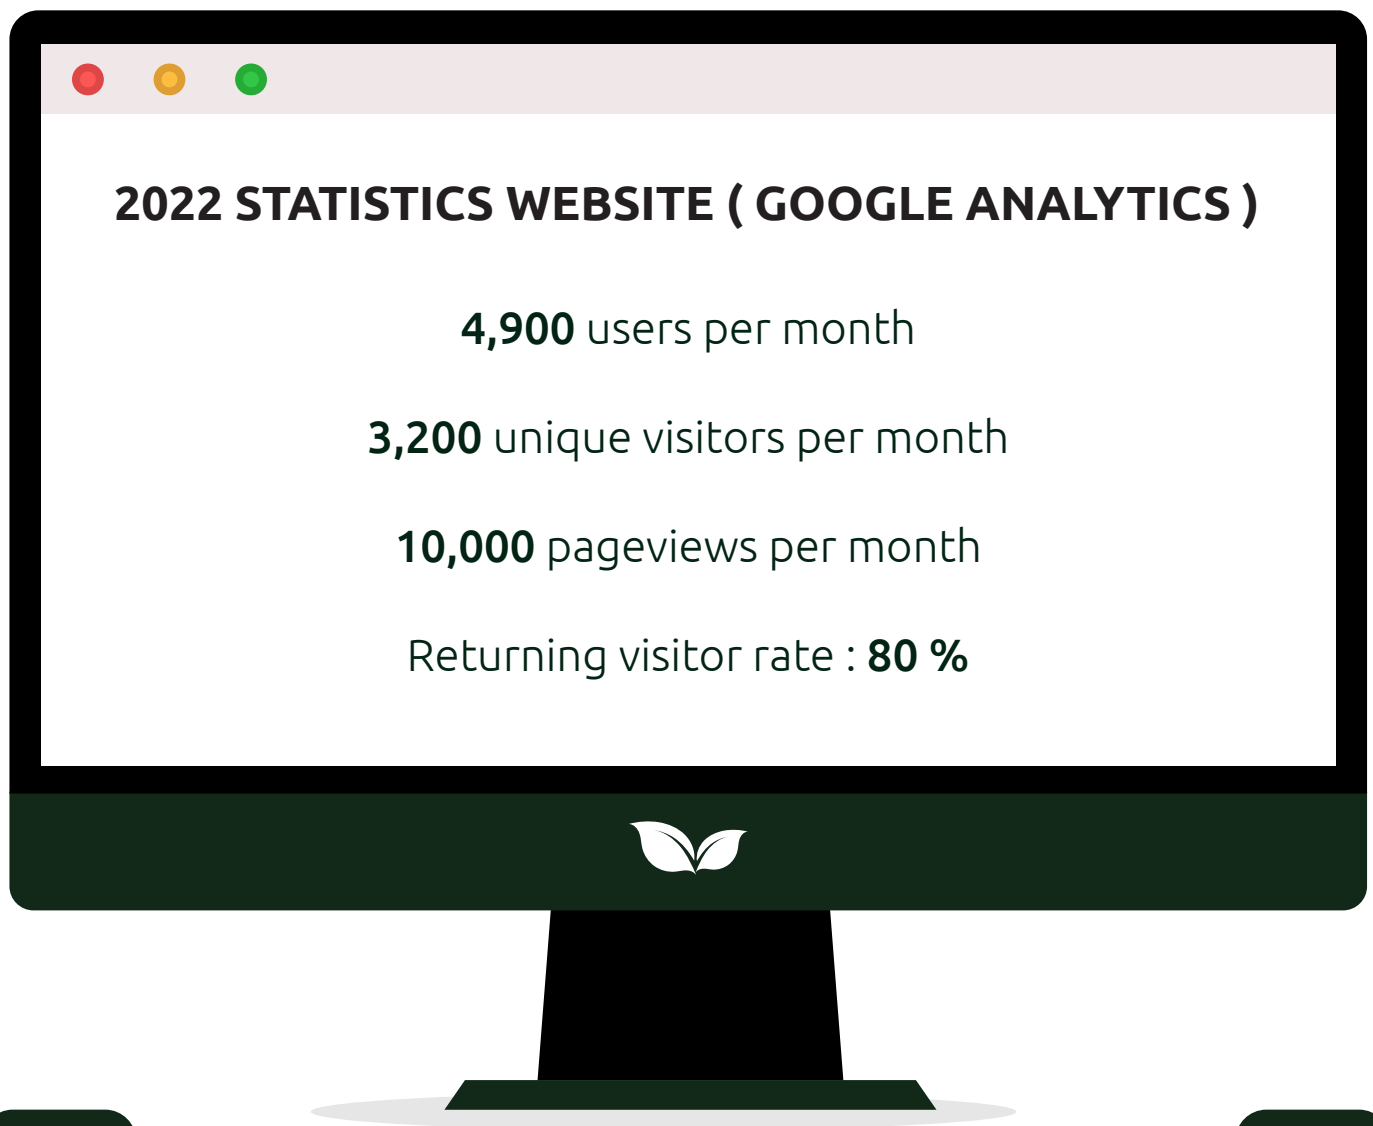 2022 STATISTICS WEBSITE ( GOOGLE ANALYTICS )
4,900 users per month
3,200 unique visitors per month
10,000 pageviews per month
Returning visitor rate : 80 %